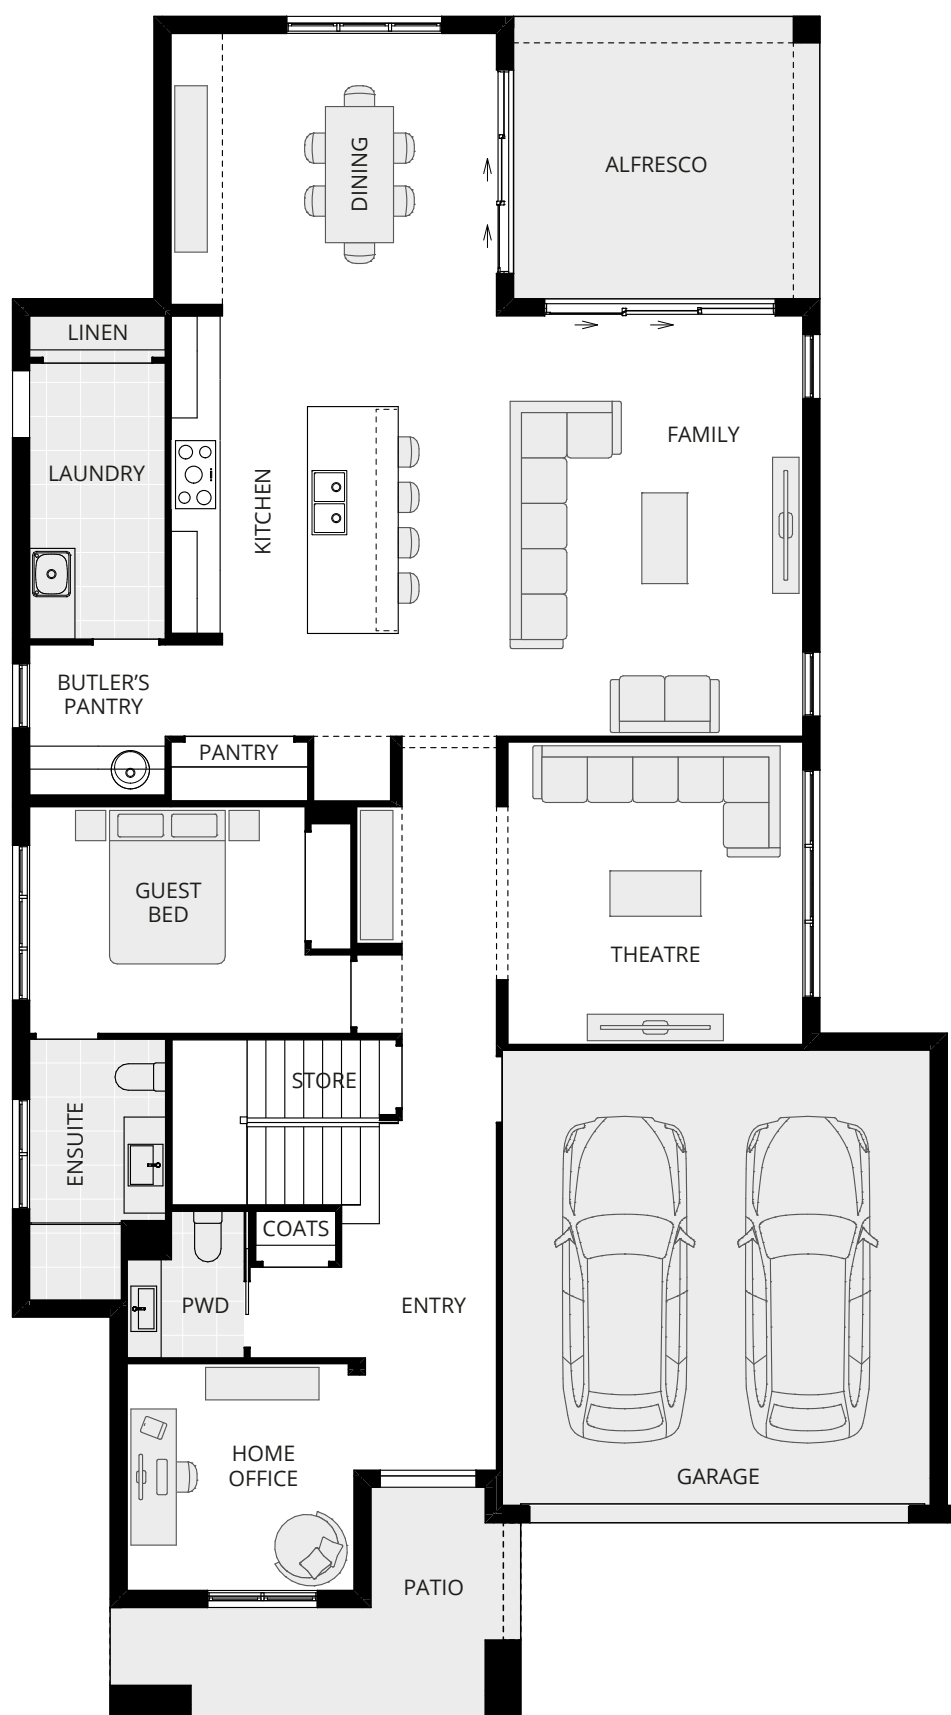 DINING
ALFRESCO
LINEN
LAUNDRY
KITCHEN
FAMILY
BUTLER'S
PANTRY
PANTRY
GUEST
BED
THEATRE
STORE
ENSUITE
COATS
PWD
ENTRY
HOME
OFFICE
GARAGE
PATIO